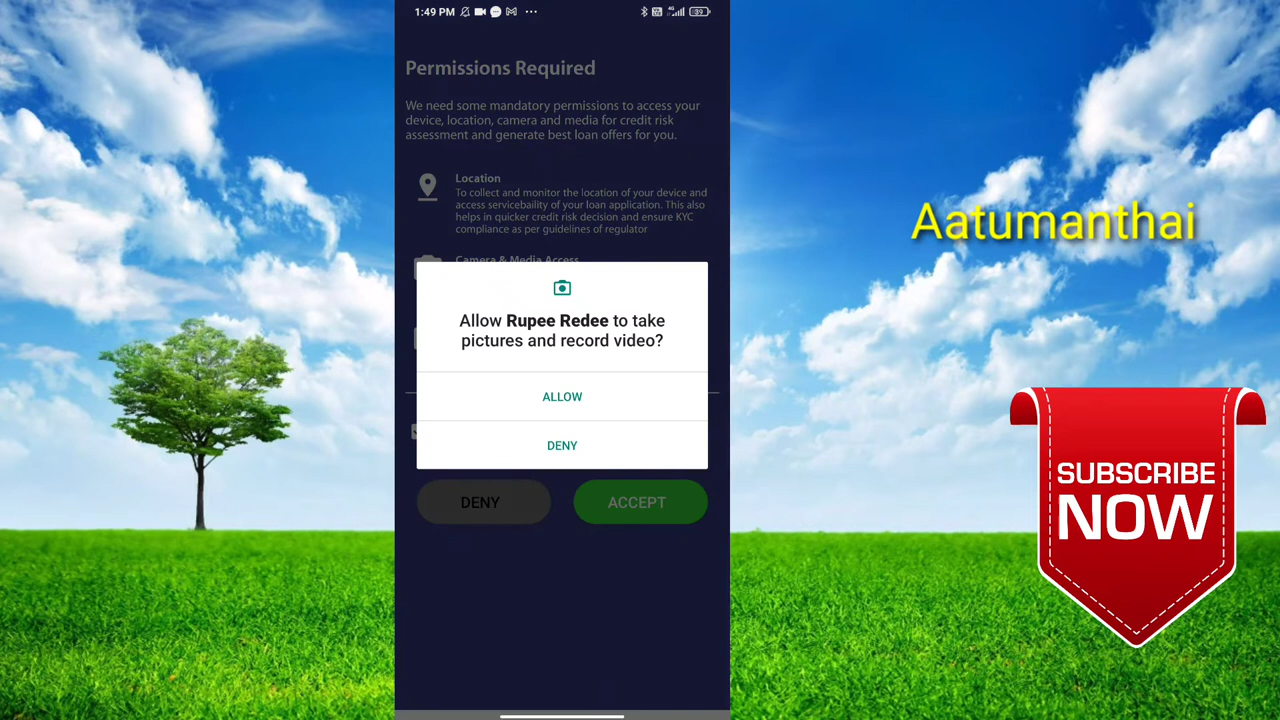 1:49 PM
39
Permissions Required
We need some mandatory permissions to access your
device, location, camera and media for credit risk
assessment and generate best loan offers for you.
Location
To collect and monitor the location of your device and
access servicebaility of your loan application. This also
helps in quicker credit risk decision and ensure KYC
compliance as per guidelines of regulator
Camera & Media Access
Allow Rupee Redee to take
pictures and record video?
ALLOW
DENY
DENY
ACCEPT
Aatumanthai
SUBSCRIBE
NOW